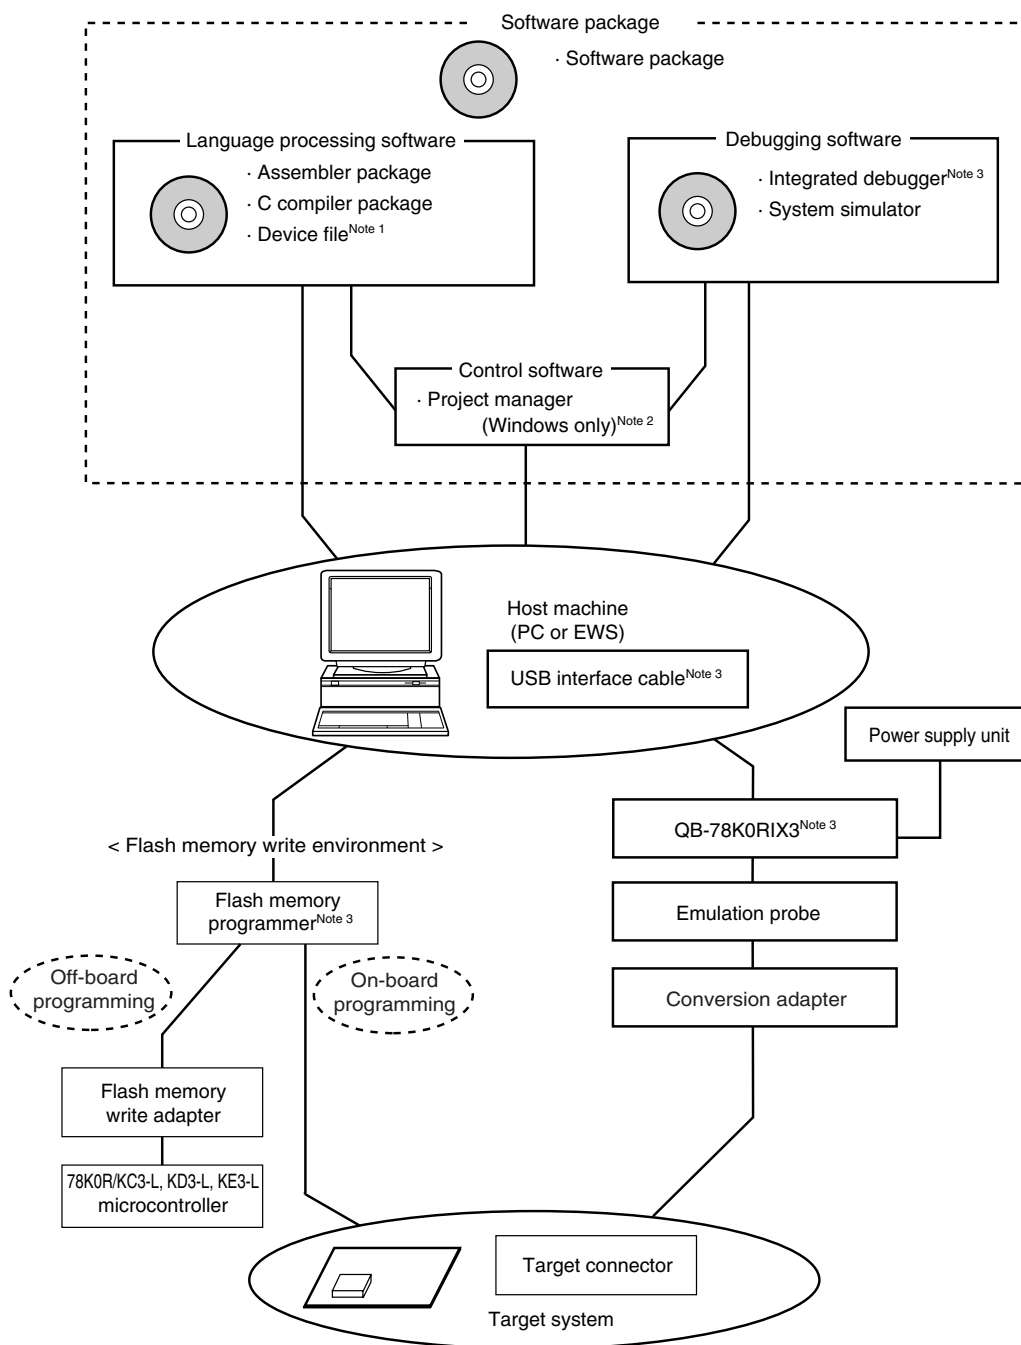 Software package
· Software package
Language processing software
· Assembler package
· C compiler package
· Device file Note 1
Debugging software
· Integrated debugger Note 3
· System simulator
Control software
· Project manager
(Windows only) Note 2
Host machine
(PC or EWS)
USB interface cable Note 3
Power supply unit
QB-78K0RIX3 Note 3
< Flash memory write environment >
Flash memory
programmer Note 3
Emulation probe
Off-board
programming
On-board
programming
Conversion adapter
Flash memory
write adapter
78K0R/KC3-L, KD3-L, KE3-L
microcontroller
Target connector
Target system